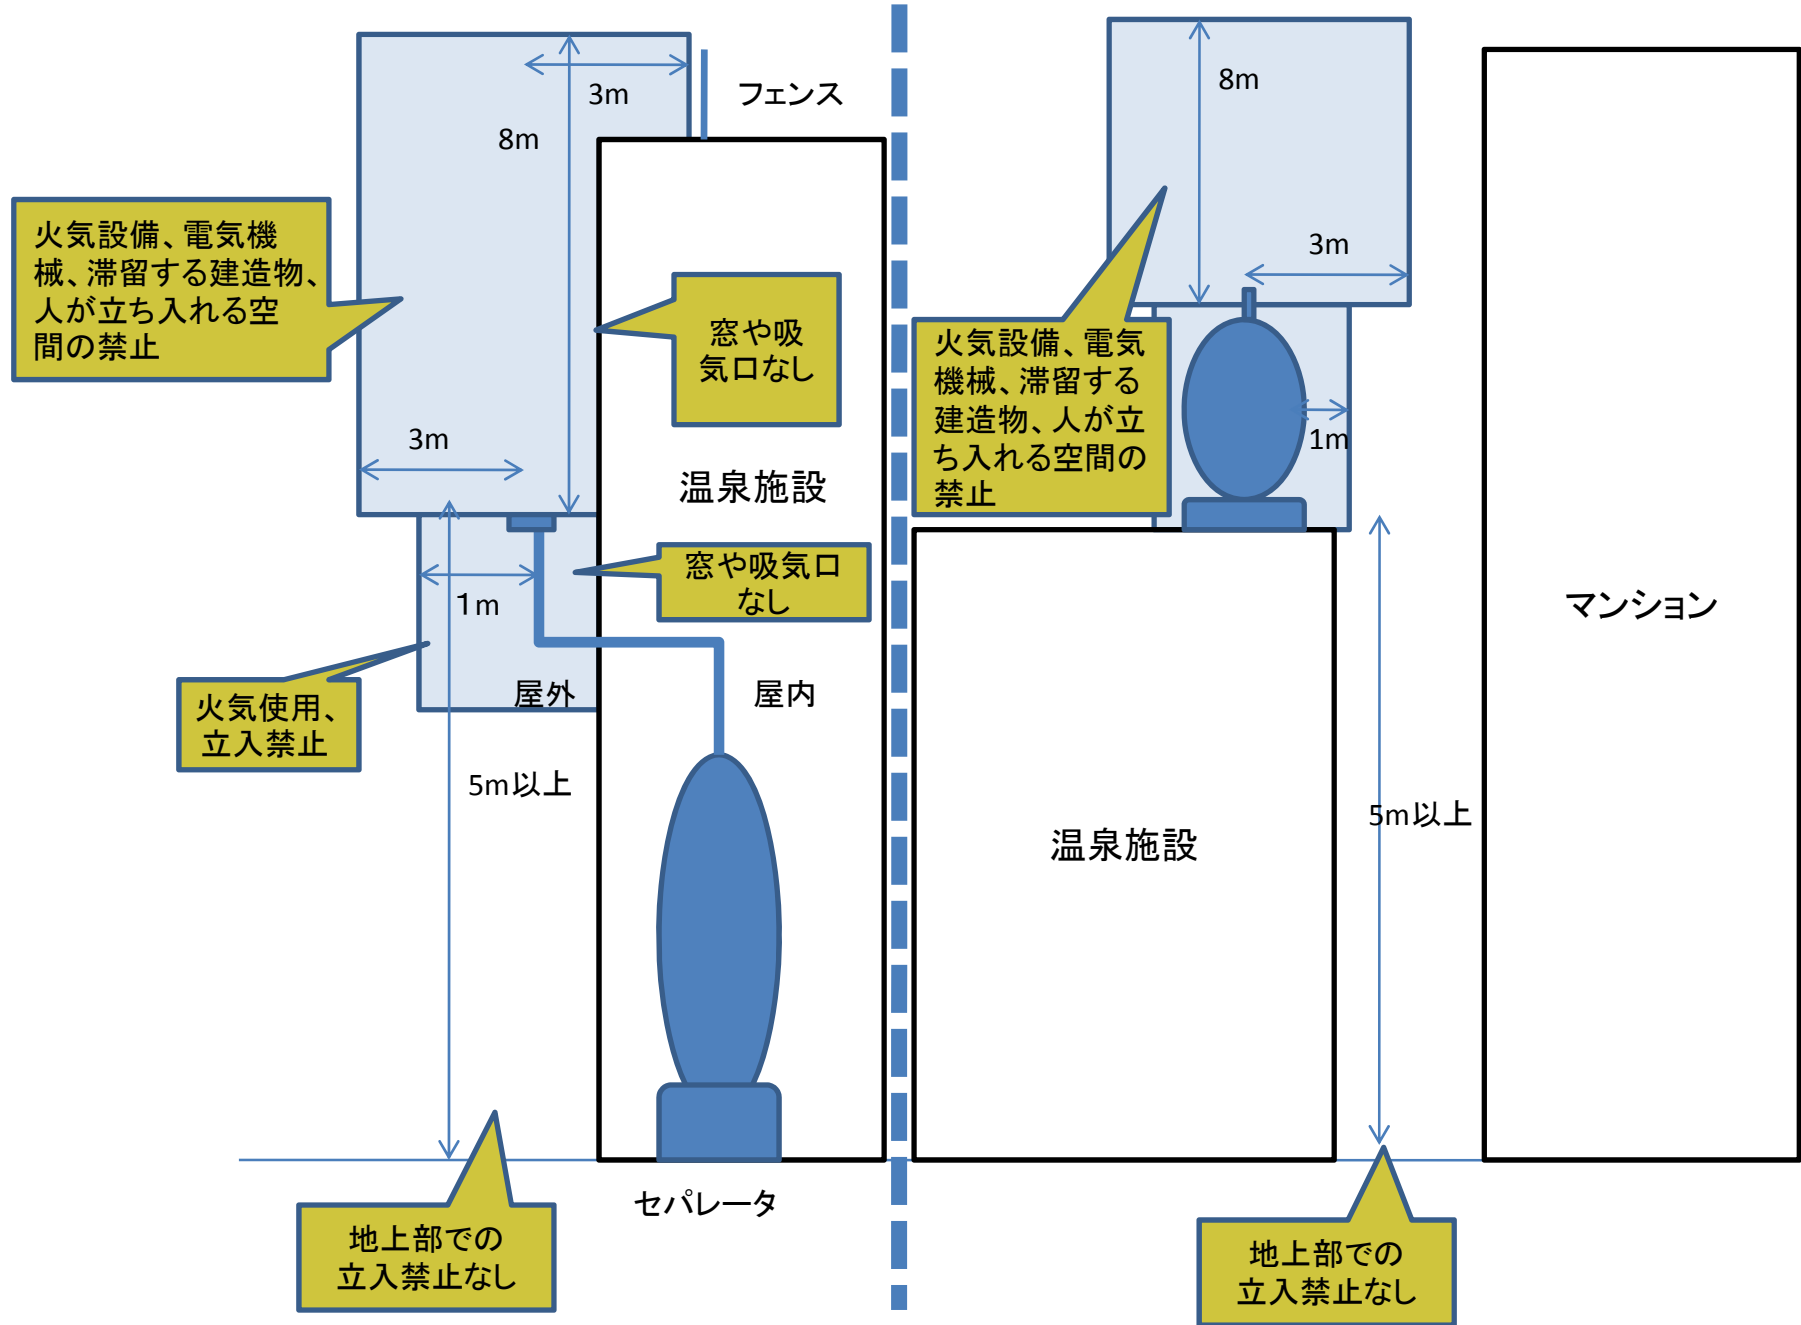 3m
フェンス
8m
火気設備、電気機
械、滞留する建造物、
人が立ち入れる空
間の禁止
窓や吸
気口なし
3m
温泉施設
窓や吸気口
なし
1m
火気使用、
立入禁止
屋外
屋内
5m以上
セパレータ
地上部での
立入禁止なし
8m
3m
火気設備、電気
機械、滞留する
建造物、人が立
ち入れる空間の
禁止
1m
マンション
温泉施設
5m以上
地上部での
立入禁止なし